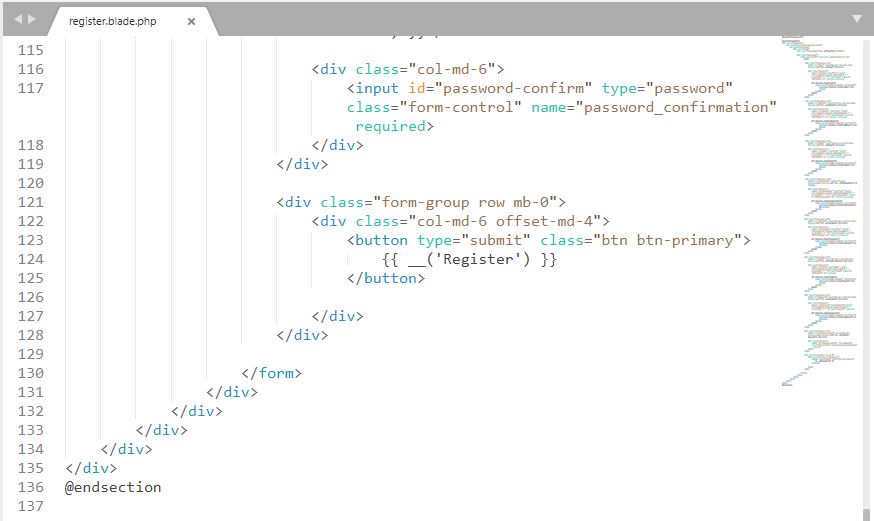 register.blade.php
115
116 <div class="col-md-6">
117 <input id="password-confirm" type="password"
class="form-control" name="password_confirmation"
required>
118 </div>
119 </div>
120
121 <div class="form-group row mb-0">
122 <div class="col-md-6 offset-md-4">
123 <button type="submit" class="btn btn-primary">
124 {{ __('Register') }}
125 </button>
126
127 </div>
128 </div>
129
130 </form>
131 </div>
132 </div>
133 </div>
134 </div>
135 </div>
136 @endsection
137